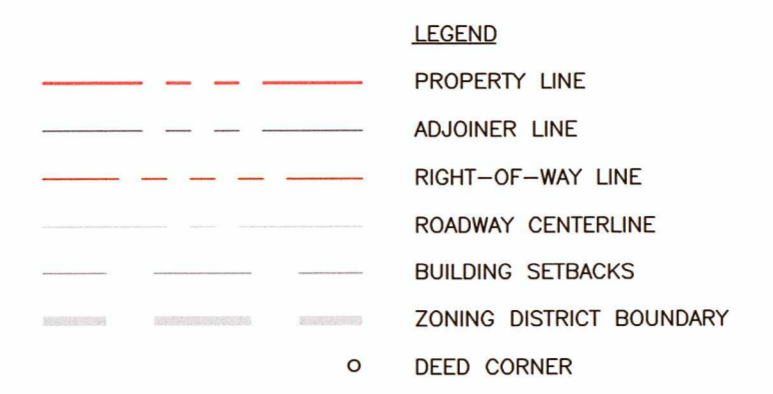 LEGEND
PROPERTY LINE
ADJOINER LINE
RIGHT-OF-WAY LINE
ROADWAY CENTERLINE
BUILDING SETBACKS
ZONING DISTRICT BOUNDARY
DEED CORNER